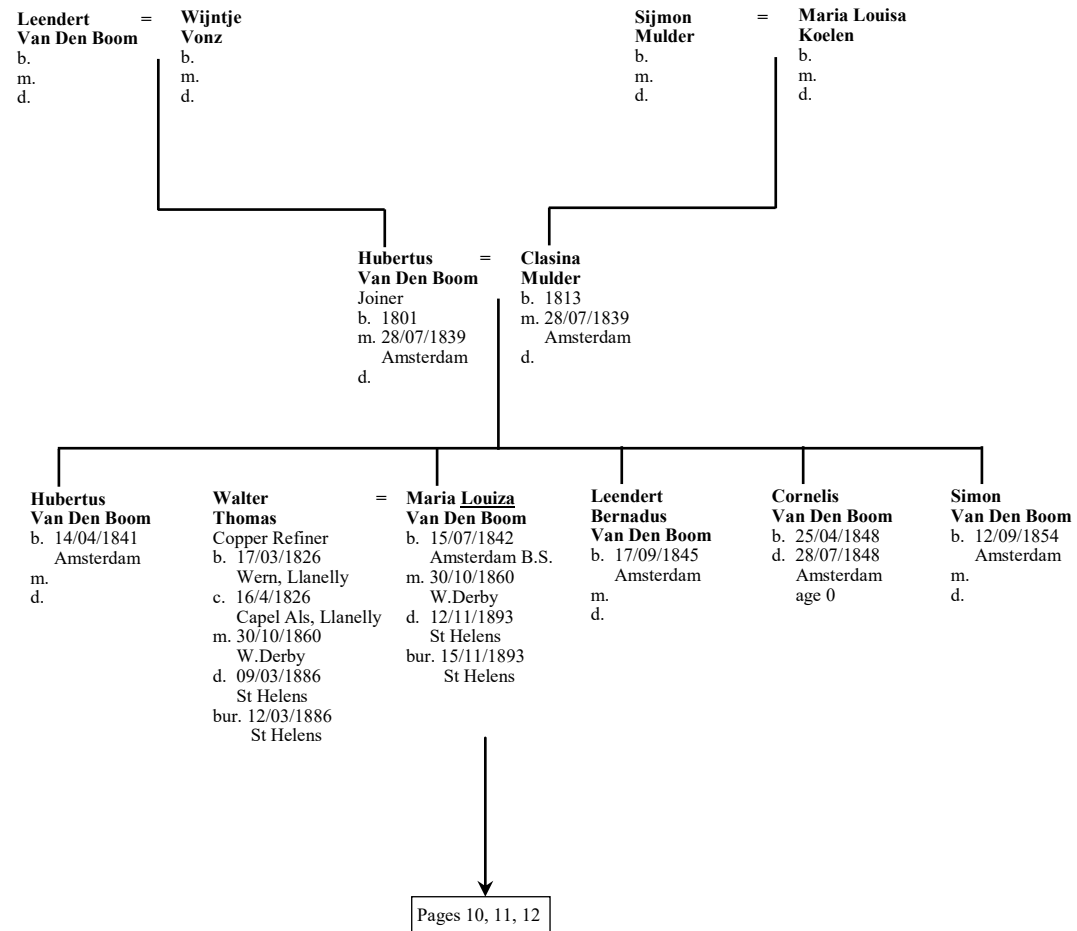 Leendert =
Van Den Boom
b.
m.
d.
Wijntje
Vonz
b.
m.
d.
Sijmon =
Mulder
b.
m.
d.
Maria Louisa
Koelen
b.
m.
d.
Hubertus =
Van Den Boom
Joiner
b. 1801
m. 28/07/1839
Amsterdam
d.
Clasina
Mulder
b. 1813
m. 28/07/1839
Amsterdam
d.
Hubertus
Van Den Boom
b. 14/04/1841
Amsterdam
m.
d.
Walter =
Thomas
Copper Refiner
b. 17/03/1826
Wern, Llanelly
c. 16/4/1826
Capel Als, Llanelly
m. 30/10/1860
W.Derby
d. 09/03/1886
St Helens
bur. 12/03/1886
St Helens
Maria Louiza
Van Den Boom
b. 15/07/1842
Amsterdam B.S.
m. 30/10/1860
W.Derby
d. 12/11/1893
St Helens
bur. 15/11/1893
St Helens
Leendert
Bernadus
Van Den Boom
b. 17/09/1845
Amsterdam
m.
d.
Cornelis
Van Den Boom
b. 25/04/1848
d. 28/07/1848
Amsterdam
age 0
Simon
Van Den Boom
b. 12/09/1854
Amsterdam
m.
d.
Pages 10, 11, 12